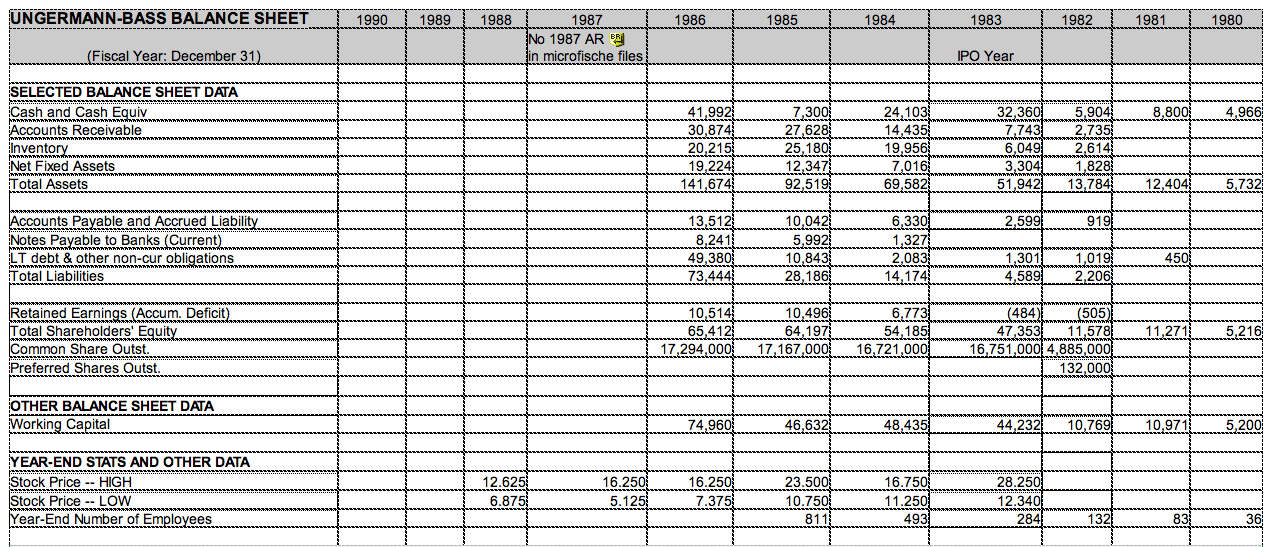 UNGERMANN-BASS BALANCE SHEET 1990 1989 1988 1987 1986 1985 1984 1983 1982 1981 1980
No 1987 AR
(Fiscal Year: December 31) in microfische files IPO Year
SELECTED BALANCE SHEET DATA
Cash and Cash Equiv 41,992 7,300 24,103 32,360 5,904 8,800 4,966
Accounts Receivable 30,874 27,628 14,435 7,743 2,735
Inventory 20,215 25,180 19,956 6,049 2,614
Net Fixed Assets 19,224 12,347 7,016 3,304 1,828
Total Assets 141,674 92,519 69,582 51,942 13,784 12,404 5,732
Accounts Payable and Accrued Liability 13,512 10,042 6,330 2,599 919
Notes Payable to Banks (Current) 8,241 5,992 1,327
LT debt & other non-cur obligations 49,380 10,843 2,083 1,301 1,019 450
Total Liabilities 73,444 28,186 14,174 4,589 2,206
Retained Earnings (Accum. Deficit) 10,514 10,496 6,773 (484) (505)
Total Shareholders' Equity 65,412 64,197 54,185 47,353 11,578 11,271 5,216
Common Share Outst. 17,294,000 17,167,000 16,721,000 16,751,000 4,885,000
Preferred Shares Outst. 132,000
OTHER BALANCE SHEET DATA
Working Capital 74,960 46,632 48,435 44,232 10,769 10,971 5,200
YEAR-END STATS AND OTHER DATA
Stock Price -- HIGH 12.625 16.250 16.250 23.500 16.750 28.250
Stock Price -- LOW 6.875 5.125 7.375 10.750 11.250 12.340
Year-End Number of Employees 811 493 284 132 83 36